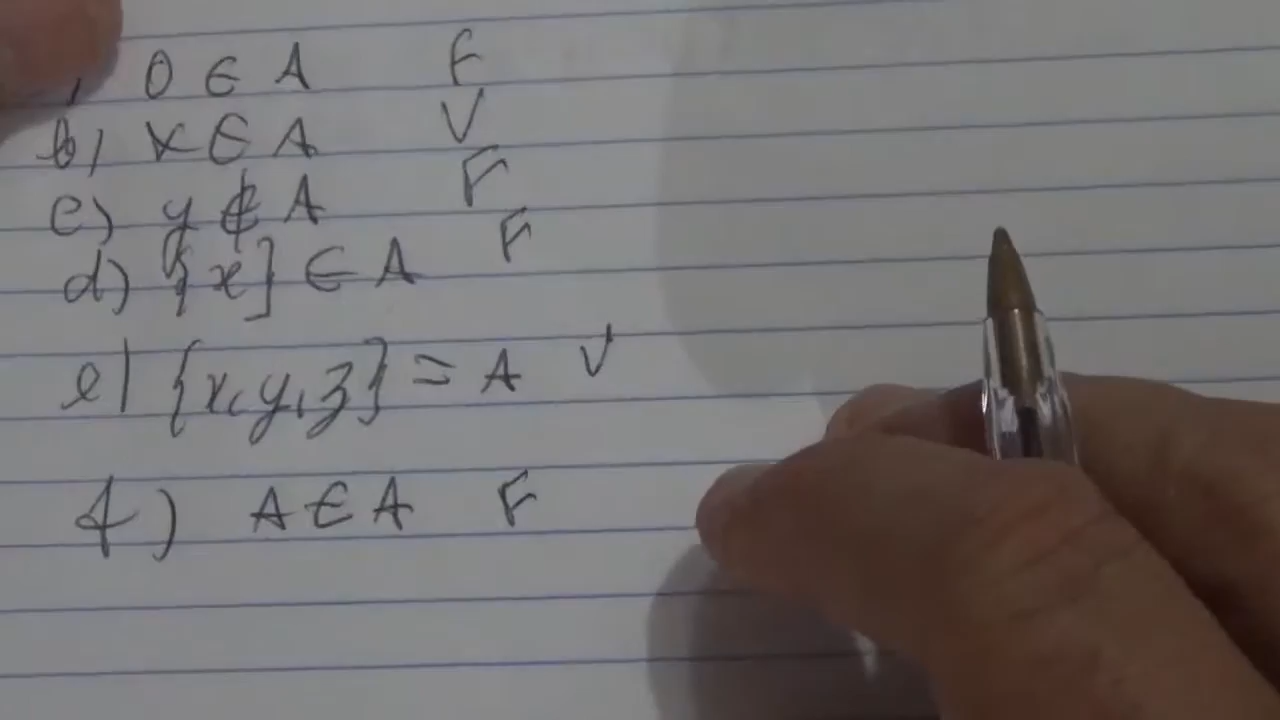 ) 0 ∈ A F
b) x ∈ A V
c) y ∉ A F
d) {x} ∈ A F
e) {x, y, z} = A V
f) A ∈ A F